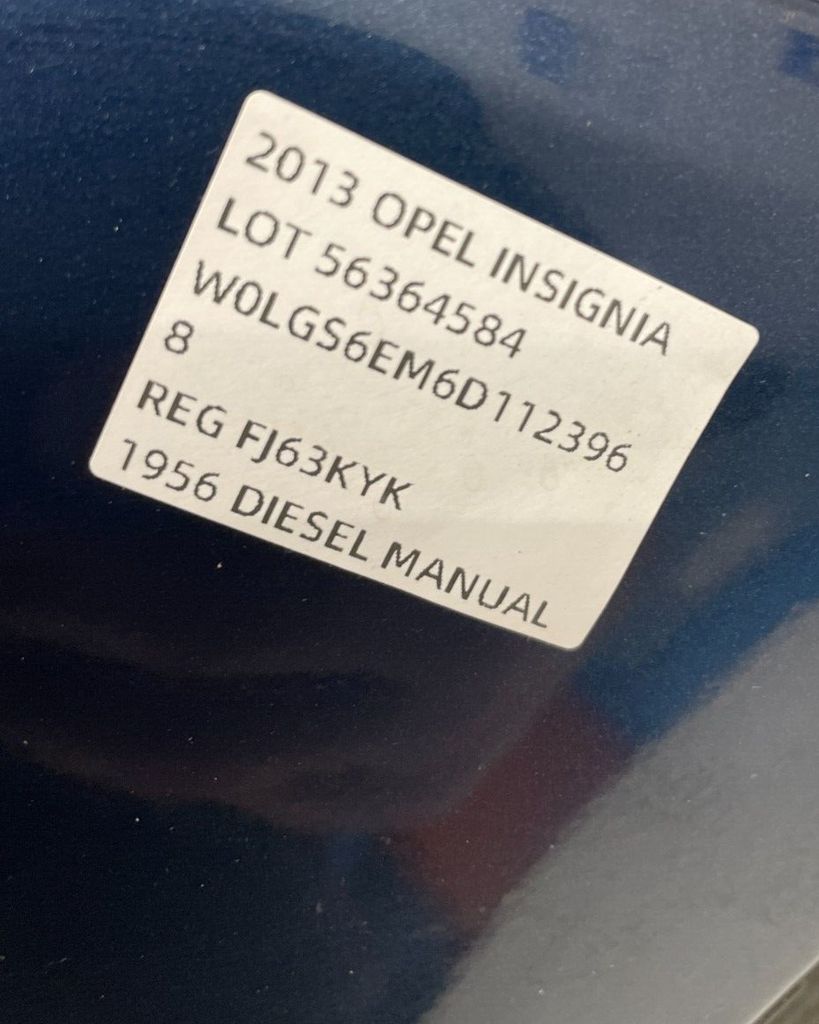 2013 OPEL INSIGNIA
LOT 56364584
W0LGS6EM6D112396
8
REG FJ63KYK
1956 DIESEL MANUAL